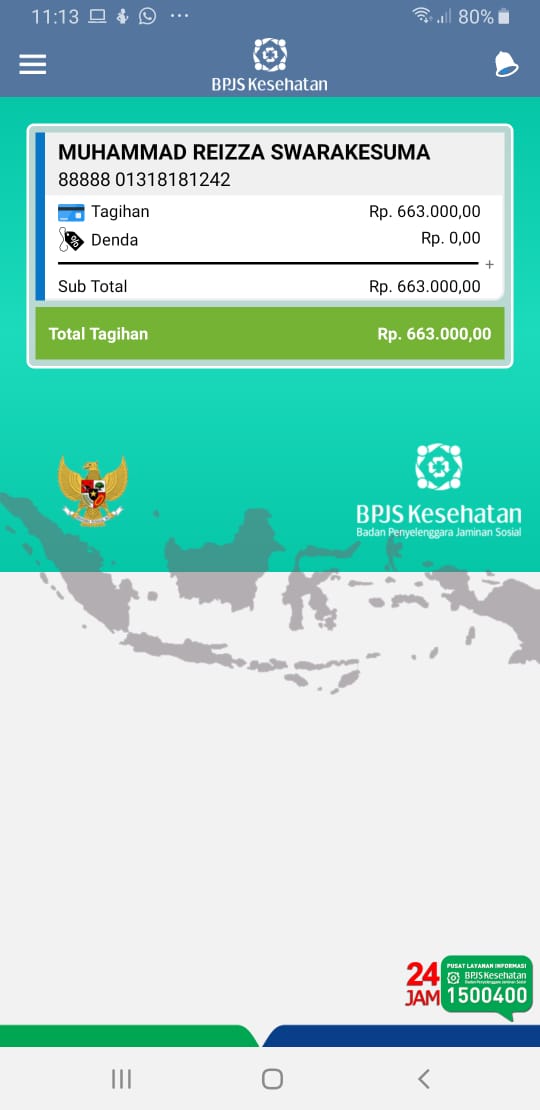 11:13
80%
BPJS Kesehatan
MUHAMMAD REIZZA SWARAKESUMA
88888 01318181242
Tagihan Rp. 663.000,00
Denda Rp. 0,00
+
Sub Total Rp. 663.000,00
Total Tagihan Rp. 663.000,00
BPJS Kesehatan
Badan Penyelenggara Jaminan Sosial
24 JAM
PUSAT LAYANAN INFORMASI
BPJS Kesehatan
Badan Penyelenggara Jaminan Sosial
1500400